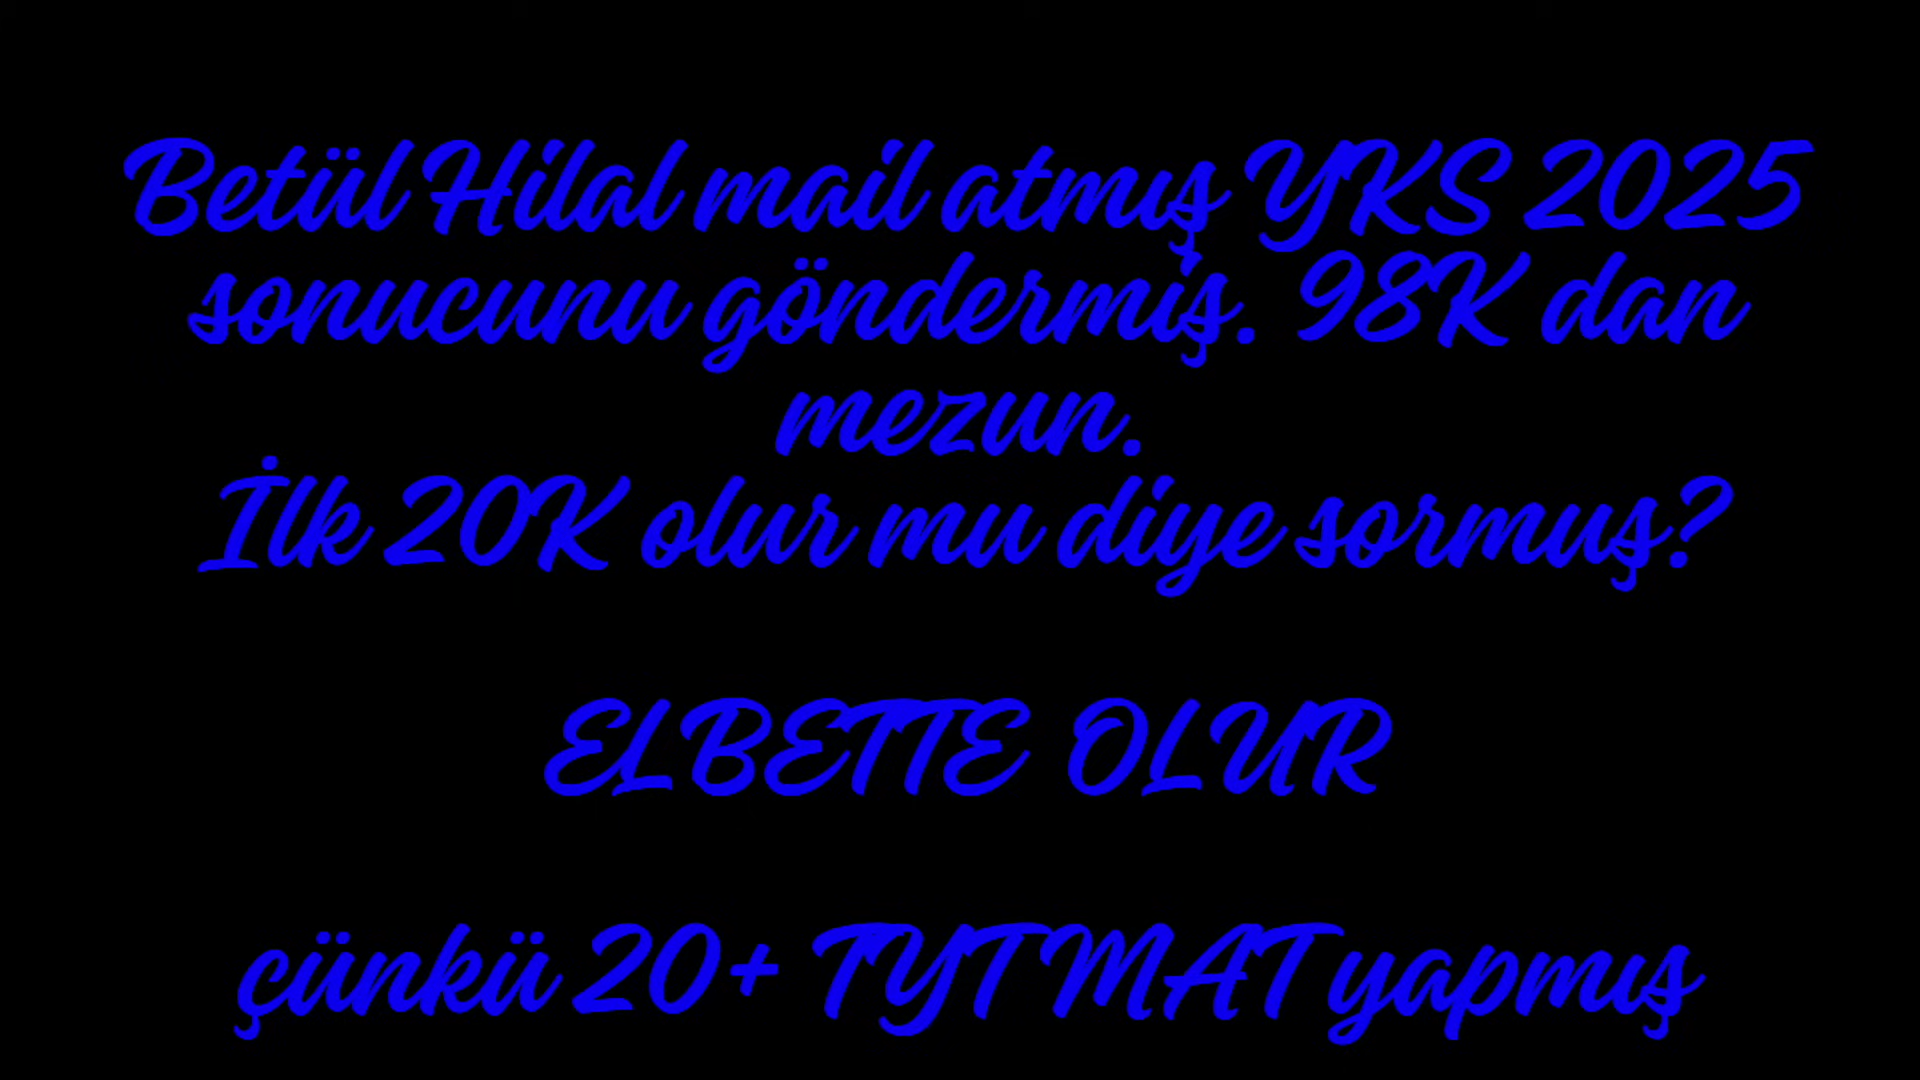 Betül Hilal mail atmış YKS 2025
sonucunu göndermiş. 98K dan
mezun.
İlk 20K olur mu diye sormuş?
ELBETTE OLUR
çünkü 20+ TYT MAT yapmış